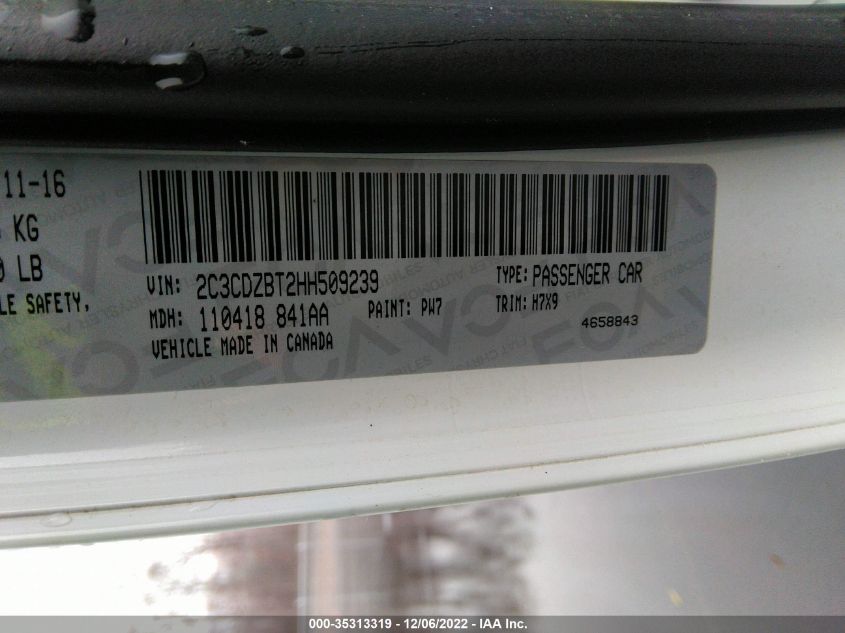 11-16
KG
LB
LE SAFETY,
VIN: 2C3CDZBT2HH509239
TYPE: PASSENGER CAR
MDH: 110418 841AA
PAINT: PW7
TRIM: H7X9
VEHICLE MADE IN CANADA
4658843
000-35313319 - 12/06/2022 - IAA Inc.